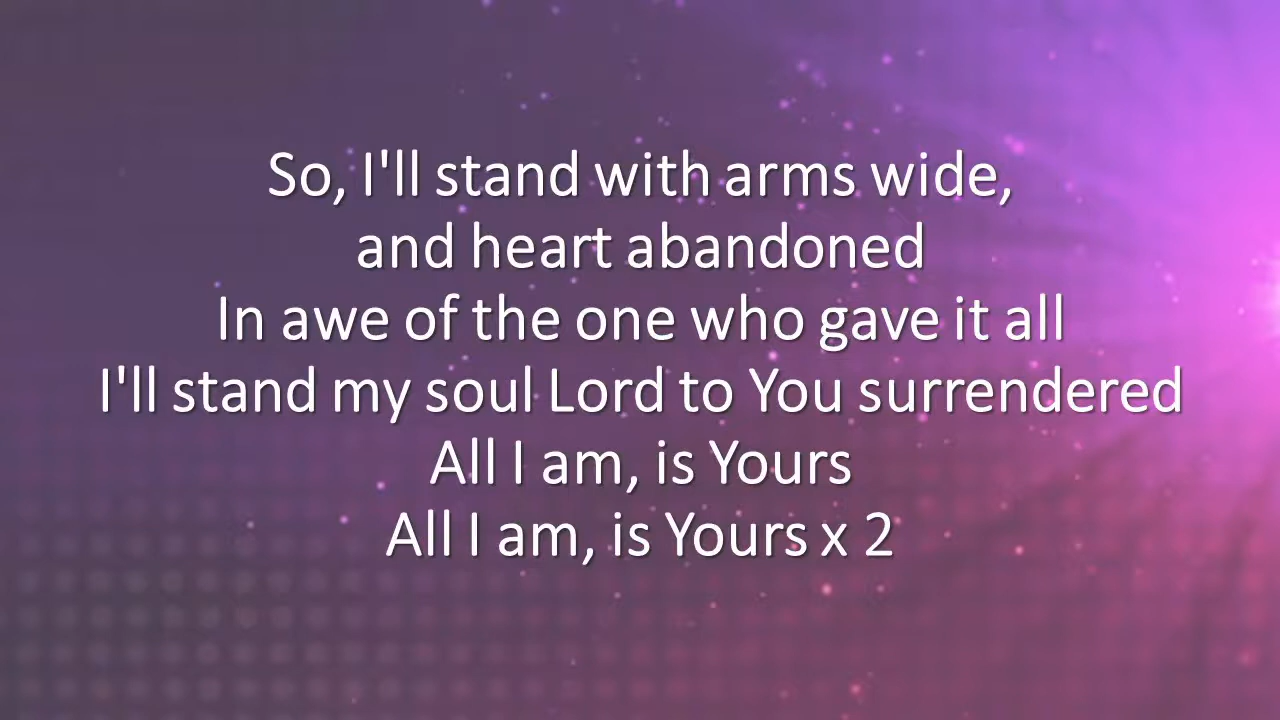 So, I'll stand with arms wide,
and heart abandoned
In awe of the one who gave it all
I'll stand my soul Lord to You surrendered
All I am, is Yours
All I am, is Yours x 2